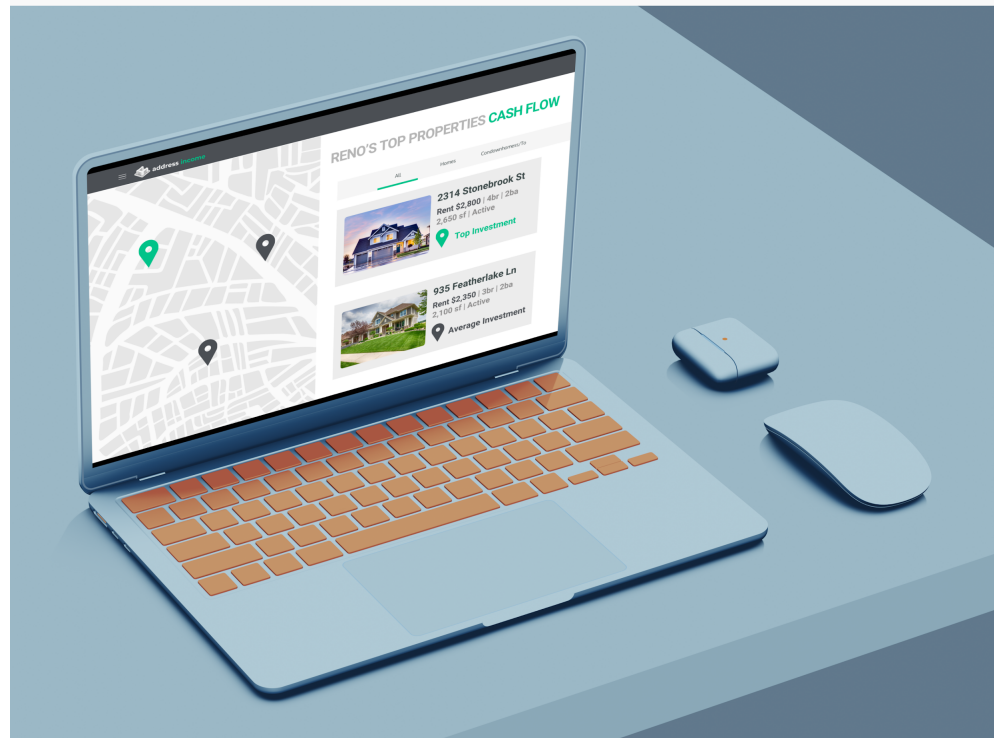 address income
RENO'S TOP PROPERTIES CASH FLOW
All
Homes
2314 Stonebrook St
Rent $2,800 | 4br | 2ba
2,650 sf | Active
Top Investment
935 Featherlake Ln
Rent $2,350 | 3br | 2ba
2,100 sf | Active
Average Investment